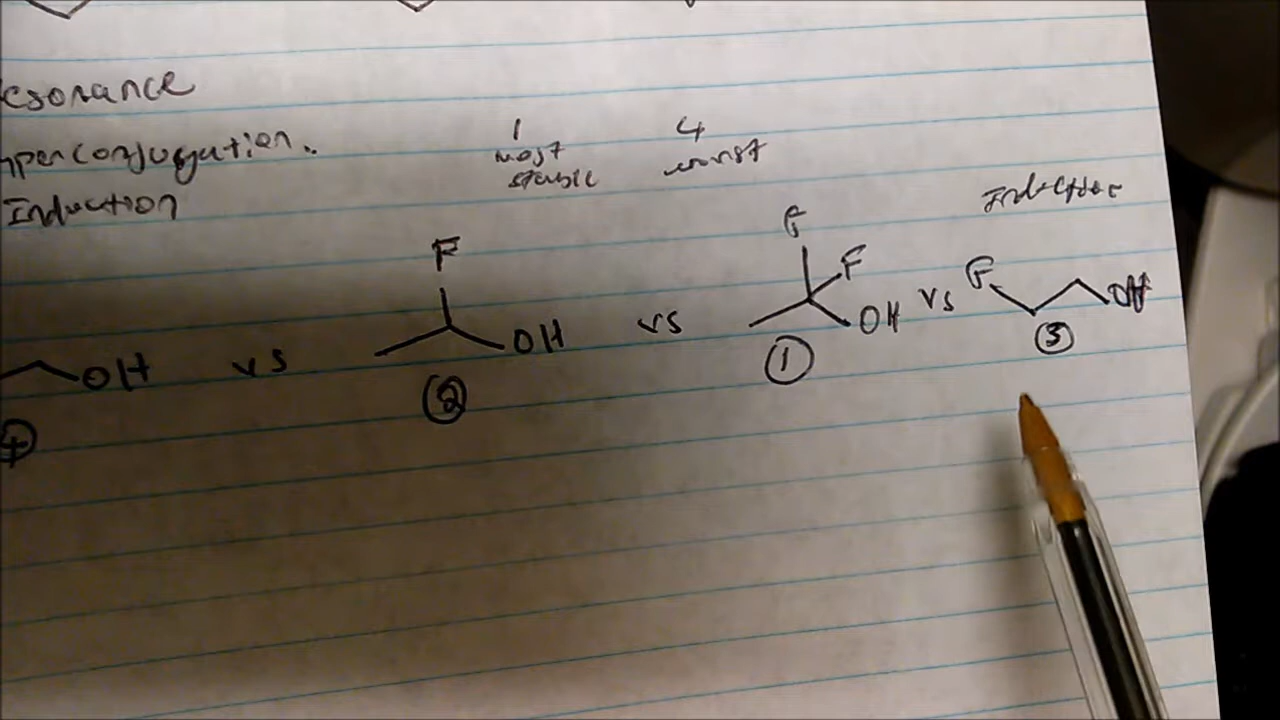 esonance
1
4
hyperconjugation.
most
worst
stable
Induction
Induction
F
F
F
F
OH vs OH vs OH vs OH
4
2
1
3